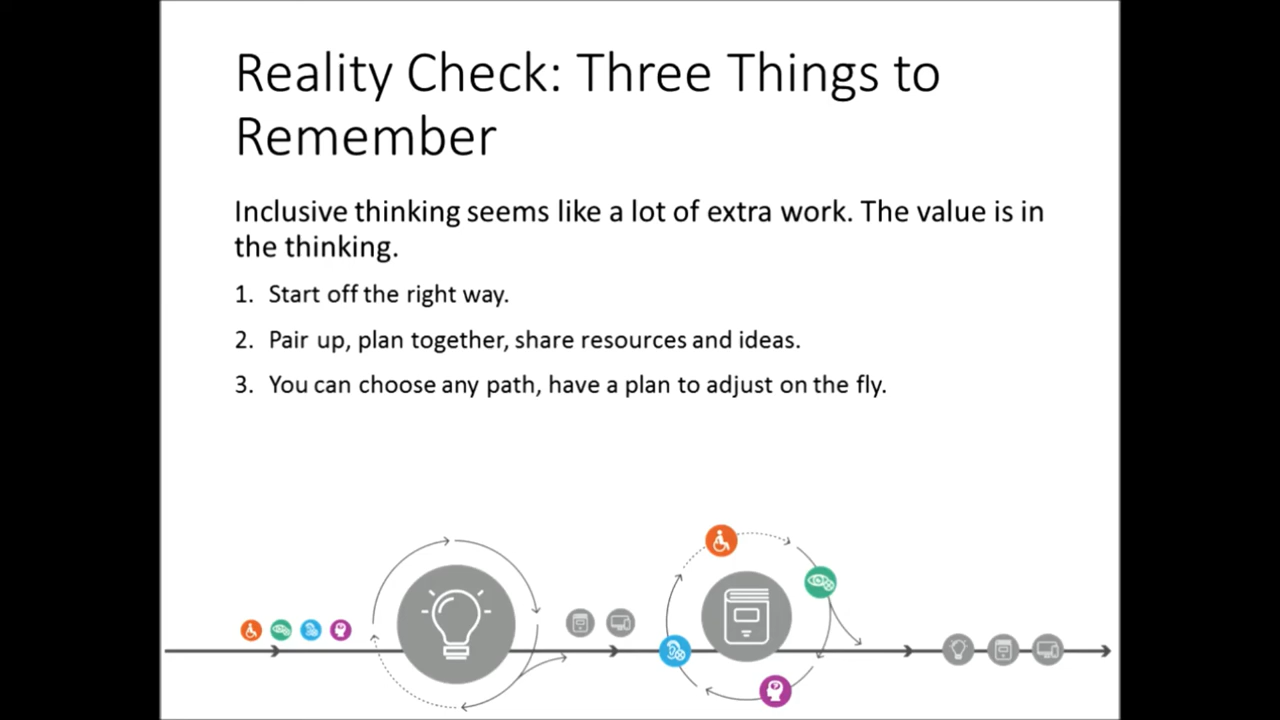 Reality Check: Three Things to
Remember
Inclusive thinking seems like a lot of extra work. The value is in
the thinking.
1. Start off the right way.
2. Pair up, plan together, share resources and ideas.
3. You can choose any path, have a plan to adjust on the fly.